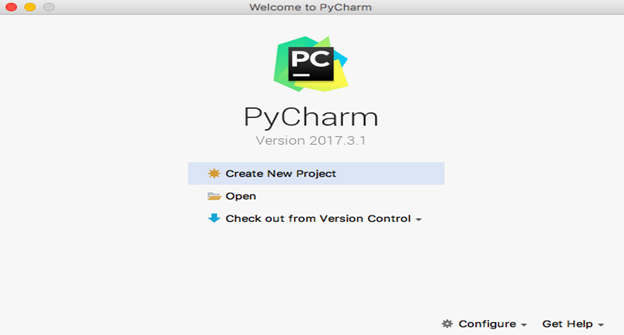 Welcome to PyCharm
PC
PyCharm
Version 2017.3.1
Create New Project
Open
Check out from Version Control
Configure Get Help